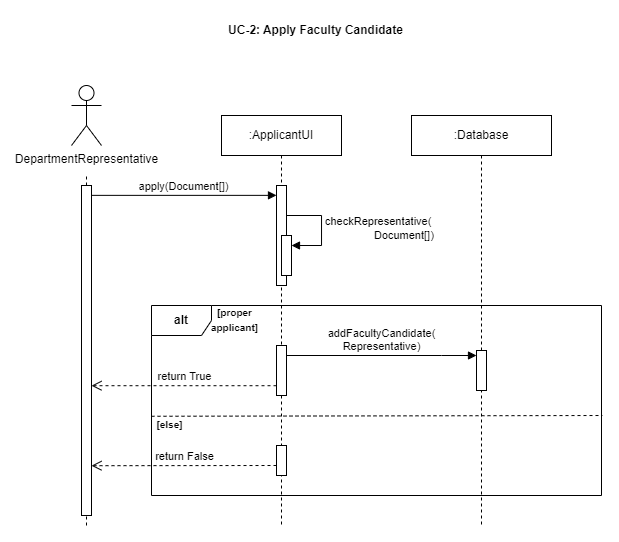 UC-2: Apply Faculty Candidate
DepartmentRepresentative
:ApplicantUI
:Database
apply(Document[])
checkRepresentative(
Document[])
alt
[proper
applicant]
addFacultyCandidate(
Representative)
return True
[else]
return False